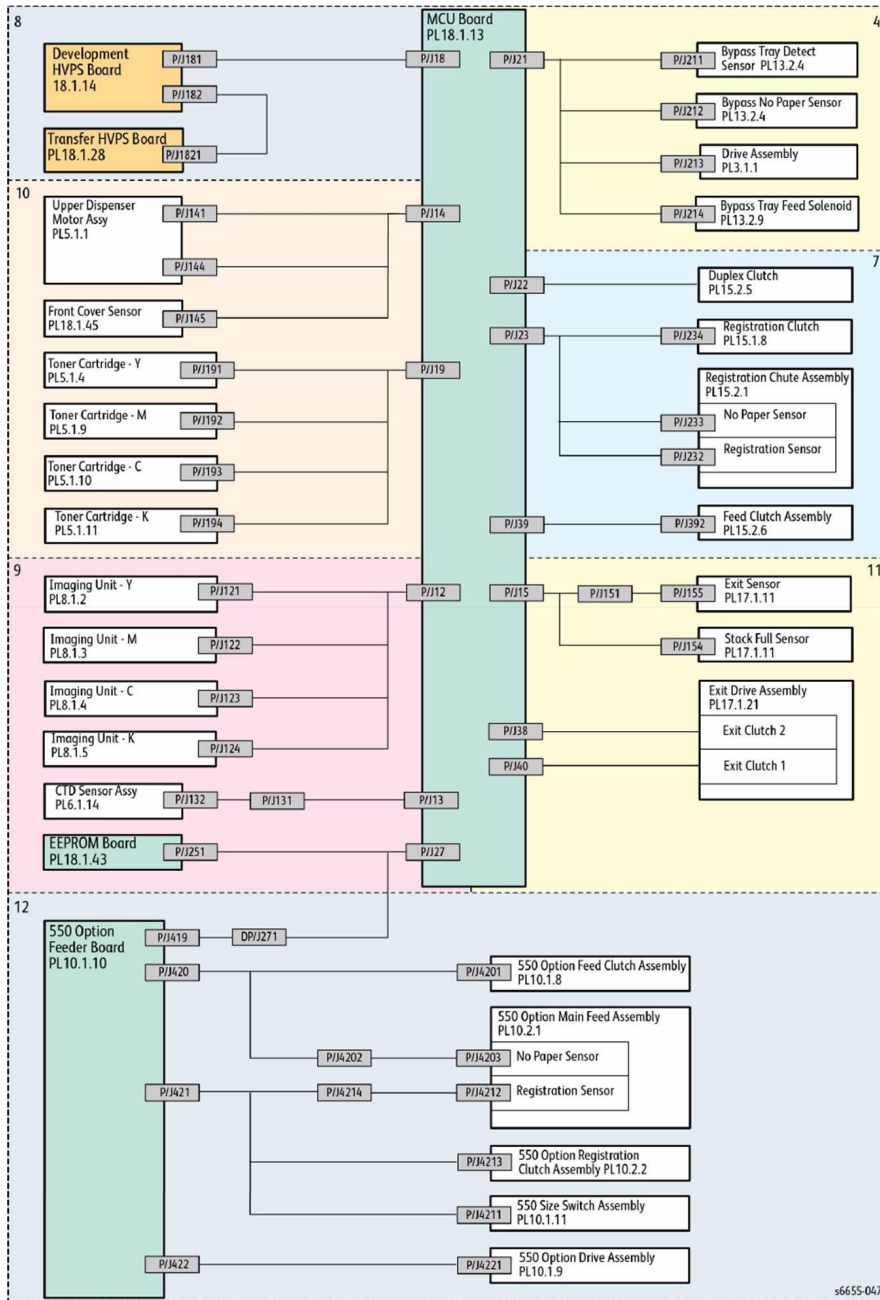 8
MCU Board
PL18.1.13
4
Development
HVPS Board
18.1.14
P/J181
P/J182
P/J18
P/J21
P/J211
Bypass Tray Detect
Sensor PL13.2.4
P/J212
Bypass No Paper Sensor
PL13.2.4
Transfer HVPS Board
PL18.1.28
P/J1821
P/J213
Drive Assembly
PL3.1.1
P/J214
Bypass Tray Feed Solenoid
PL13.2.9
10
Upper Dispenser
Motor Assy
PL5.1.1
P/J141
P/J144
P/J14
Front Cover Sensor
PL18.1.45
P/J145
Toner Cartridge - Y
PL5.1.4
P/J191
P/J19
Toner Cartridge - M
PL5.1.9
P/J192
Toner Cartridge - C
PL5.1.10
P/J193
Toner Cartridge - K
PL5.1.11
P/J194
7
P/J22
Duplex Clutch
PL15.2.5
P/J23
P/J234
Registration Clutch
PL15.1.8
Registration Chute Assembly
PL15.2.1
P/J233
No Paper Sensor
P/J232
Registration Sensor
P/J39
P/J392
Feed Clutch Assembly
PL15.2.6
9
Imaging Unit - Y
PL8.1.2
P/J121
P/J12
Imaging Unit - M
PL8.1.3
P/J122
Imaging Unit - C
PL8.1.4
P/J123
Imaging Unit - K
PL8.1.5
P/J124
CTD Sensor Assy
PL6.1.14
P/J132
P/J131
P/J13
EEPROM Board
PL18.1.43
P/J251
P/J27
11
P/J15
P/J151
P/J155
Exit Sensor
PL17.1.11
P/J154
Stack Full Sensor
PL17.1.11
Exit Drive Assembly
PL17.1.21
P/J38
Exit Clutch 2
P/J40
Exit Clutch 1
12
550 Option
Feeder Board
PL10.1.10
P/J419
DP/J271
P/J420
P/J4201
550 Option Feed Clutch Assembly
PL10.1.8
550 Option Main Feed Assembly
PL10.2.1
P/J4202
P/J4203
No Paper Sensor
P/J421
P/J4214
P/J4212
Registration Sensor
P/J4213
550 Option Registration
Clutch Assembly PL10.2.2
P/J4211
550 Size Switch Assembly
PL10.1.11
P/J422
P/J4221
550 Option Drive Assembly
PL10.1.9
s6655-047